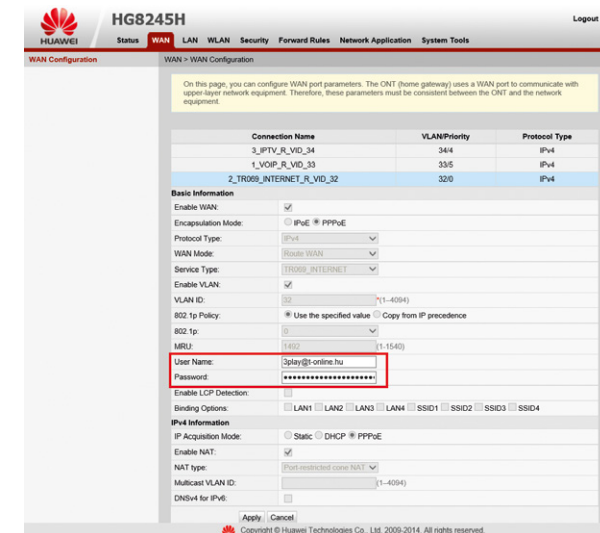 HUAWEI
HG8245H
Logout
Status WAN LAN WLAN Security Forward Rules Network Application System Tools
WAN Configuration
WAN > WAN Configuration
On this page, you can configure WAN port parameters. The ONT (home gateway) uses a WAN port to communicate with
upper-layer network equipment. Therefore, these parameters must be consistent between the ONT and the network
equipment.
Connection Name VLAN/Priority Protocol Type
3_IPTV_R_VID_34 34/4 IPv4
1_VOIP_R_VID_33 33/5 IPv4
2_TR069_INTERNET_R_VID_32 32/0 IPv4
Basic Information
Enable WAN:
Encapsulation Mode: IPoE PPPoE
Protocol Type: IPv4
WAN Mode: Route WAN
Service Type: TR069_INTERNET
Enable VLAN:
VLAN ID: 32 *(1–4094)
802.1p Policy: Use the specified value Copy from IP precedence
802.1p: 0
MRU: 1492 (1-1540)
User Name: 3play@t-online.hu
Password:
Enable LCP Detection:
Binding Options: LAN1 LAN2 LAN3 LAN4 SSID1 SSID2 SSID3 SSID4
IPv4 Information
IP Acquisition Mode: Static DHCP PPPoE
Enable NAT:
NAT type: Port-restricted cone NAT
Multicast VLAN ID: (1–4094)
DNSv4 for IPv6:
Apply Cancel
Copyright © Huawei Technologies Co., Ltd. 2009-2014. All rights reserved.